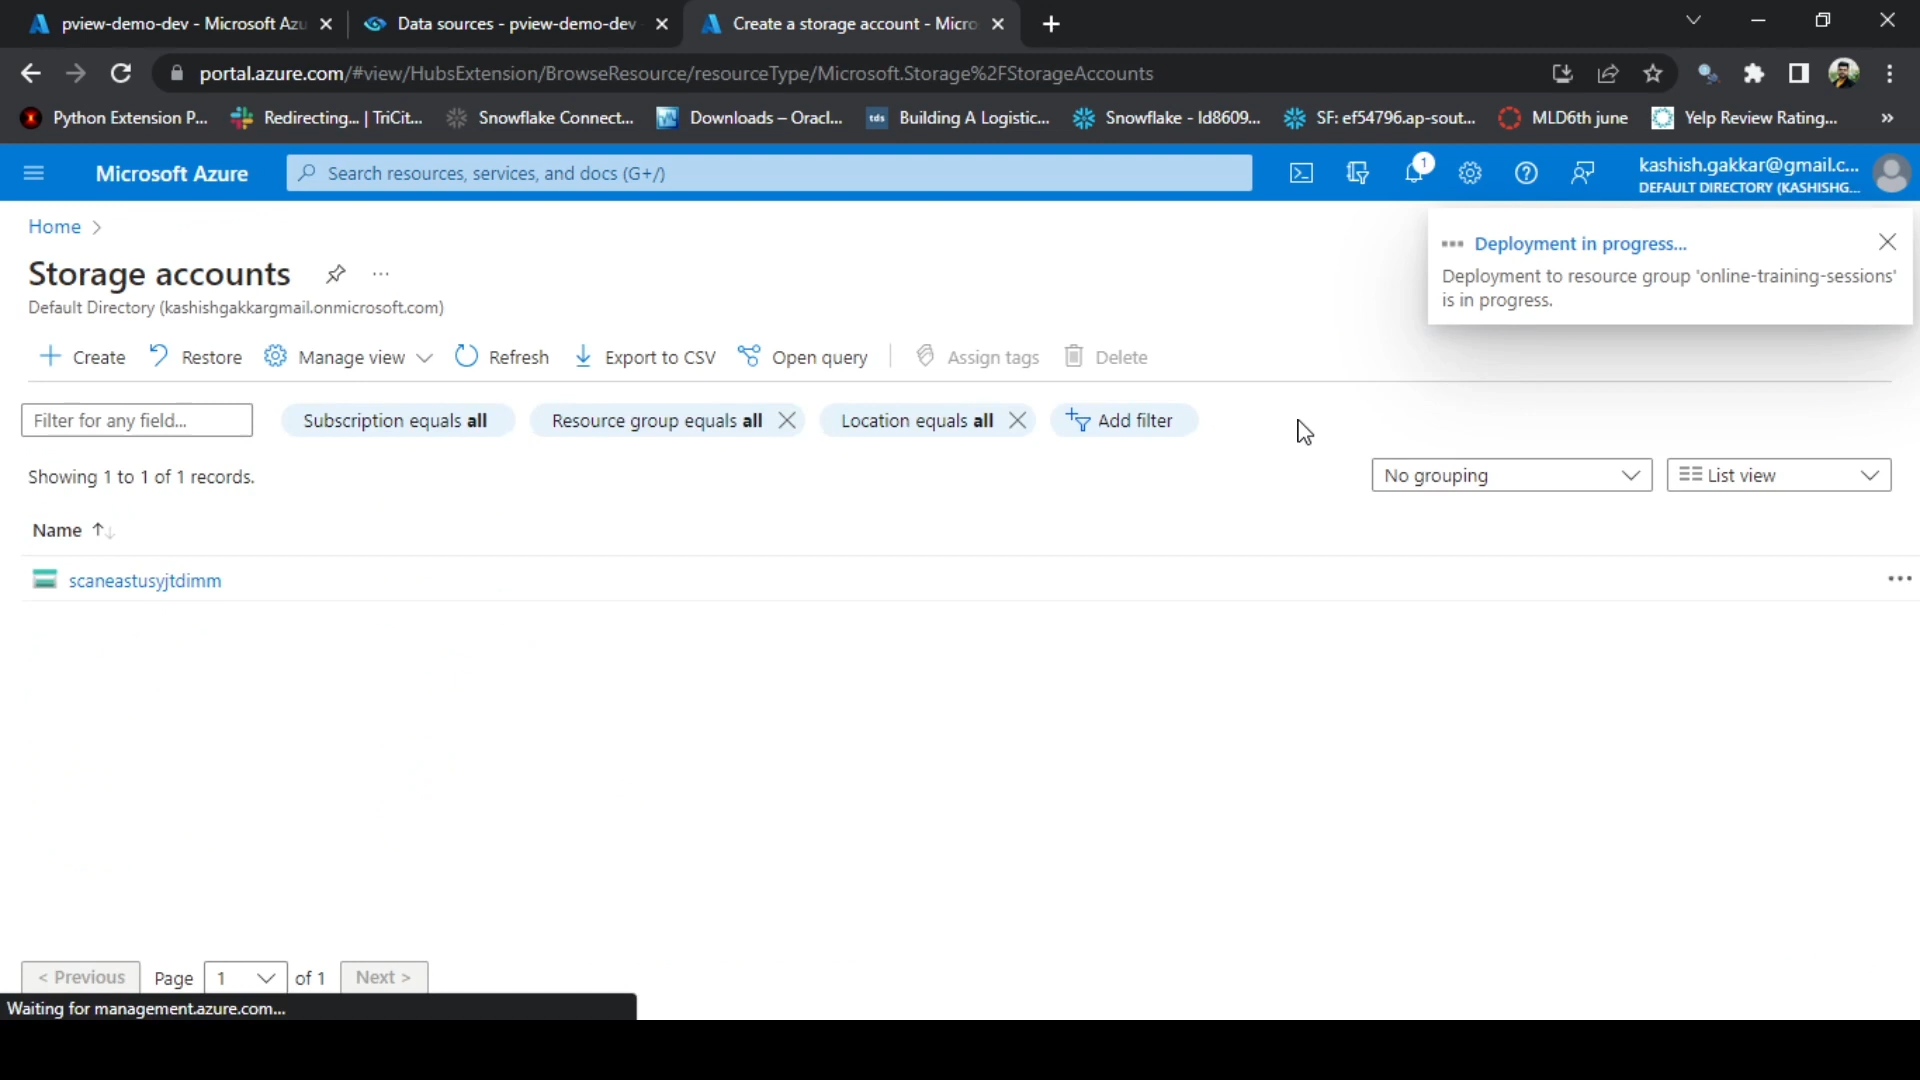 pview-demo-dev - Microsoft Azu
Data sources - pview-demo-dev
Create a storage account - Micro
portal.azure.com/#view/HubsExtension/BrowseResource/resourceType/Microsoft.Storage%2FStorageAccounts
Python Extension P...
Redirecting... | TriCit...
Snowflake Connect...
Downloads – Oracl...
tds
Building A Logistic...
Snowflake - ld8609...
SF: ef54796.ap-sout...
MLD6th june
Yelp Review Rating...
»
Microsoft Azure
Search resources, services, and docs (G+/)
1
kashish.gakkar@gmail.c...
DEFAULT DIRECTORY (KASHISHG...
Home >
Deployment in progress...
Deployment to resource group 'online-training-sessions'
is in progress.
Storage accounts
Default Directory (kashishgakkargmail.onmicrosoft.com)
Create
Restore
Manage view
Refresh
Export to CSV
Open query
Assign tags
Delete
Filter for any field...
Subscription equals all
Resource group equals all
Location equals all
Add filter
Showing 1 to 1 of 1 records.
No grouping
List view
Name ↑↓
scaneastusyjtdimm
< Previous
Page 1 of 1
Next >
Waiting for management.azure.com...